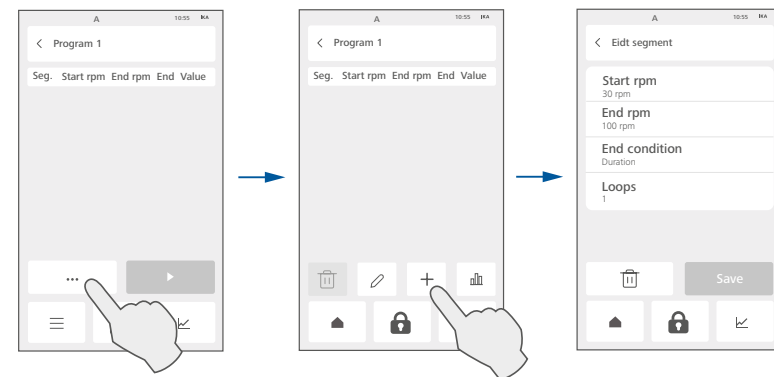 A 10:55 IKA
Program 1
Seg. Start rpm End rpm End Value
A 10:55 IKA
Program 1
Seg. Start rpm End rpm End Value
A 10:55 IKA
Eidt segment
Start rpm
30 rpm
End rpm
100 rpm
End condition
Duration
Loops
1
Save